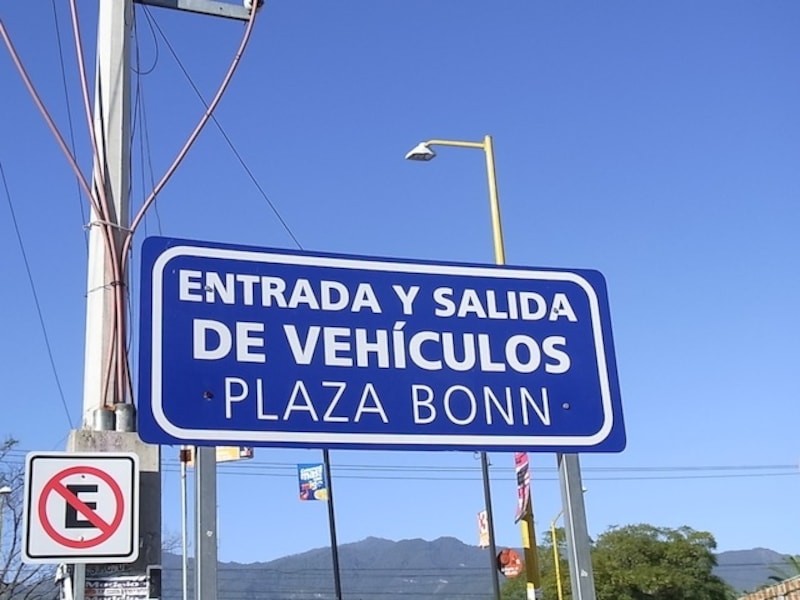 ENTRADA Y SALIDA
DE VEHÍCULOS
PLAZA BONN
E